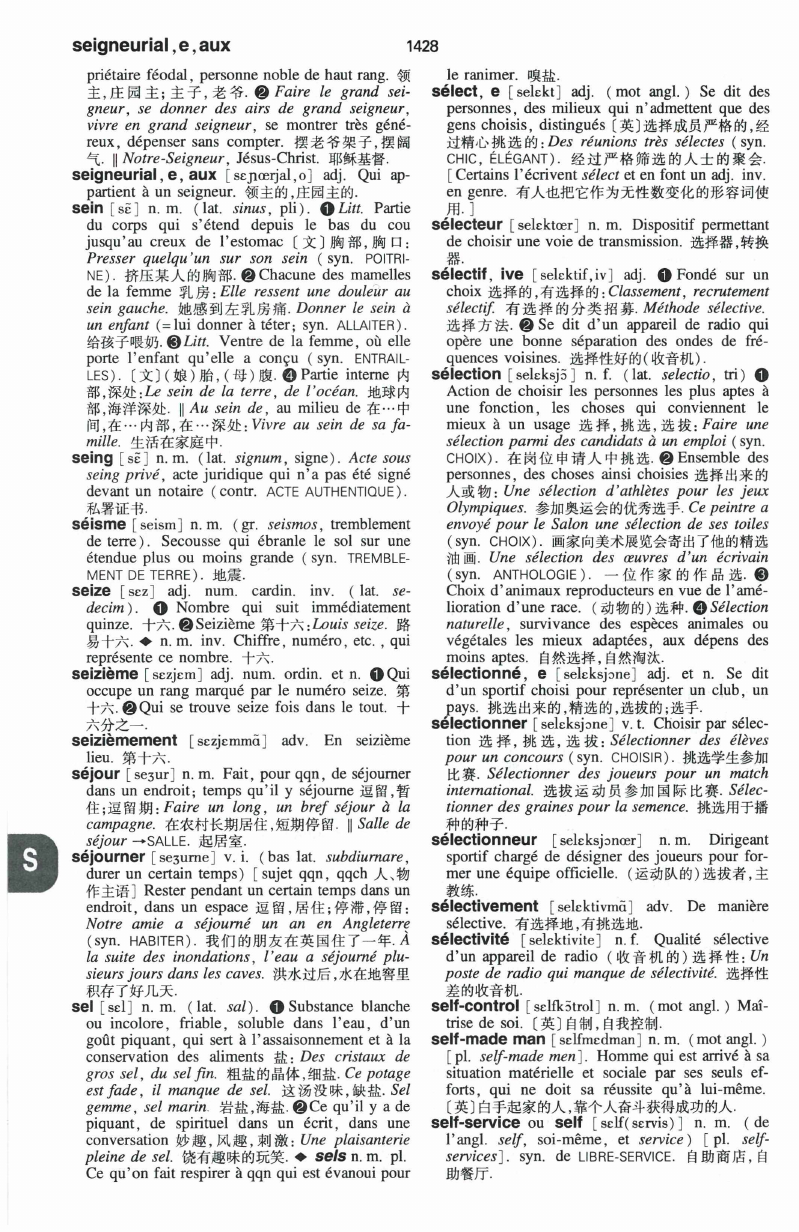 seigneurial,e,aux
1428
priétaire féodal, personne noble de haut rang. 领
主,庄园主; 主子,老爷. ❷ Faire le grand sei-
gneur, se donner des airs de grand seigneur,
vivre en grand seigneur, se montrer très géné-
reux, dépenser sans compter. 摆老爷架子,摆阔
气. ‖ Notre-Seigneur, Jésus-Christ. 耶稣基督.
seigneurial, e, aux [sɛɲœrjal,o] adj. Qui ap-
partient à un seigneur. 领主的,庄园主的.
sein [sɛ̃] n. m. (lat. sinus, pli). ❶ Litt. Partie
du corps qui s'étend depuis le bas du cou
jusqu'au creux de l'estomac〔文〕胸部,胸口:
Presser quelqu'un sur son sein (syn. POITRI-
NE). 挤压某人的胸部. ❷ Chacune des mamelles
de la femme 乳房: Elle ressent une douleur au
sein gauche. 她感到左乳房痛. Donner le sein à
un enfant (=lui donner à téter; syn. ALLAITER).
给孩子喂奶. ❸ Litt. Ventre de la femme, où elle
porte l'enfant qu'elle a conçu (syn. ENTRAIL-
LES).〔文〕(娘)胎,(母)腹. ❹ Partie interne 内
部,深处: Le sein de la terre, de l'océan. 地球内
部,海洋深处. ‖ Au sein de, au milieu de 在…中
间,在…内部,在…深处: Vivre au sein de sa fa-
mille. 生活在家庭中.
seing [sɛ̃] n. m. (lat. signum, signe). Acte sous
seing privé, acte juridique qui n'a pas été signé
devant un notaire (contr. ACTE AUTHENTIQUE).
私署证书.
séisme [seism] n. m. (gr. seismos, tremblement
de terre). Secousse qui ébranle le sol sur une
étendue plus ou moins grande (syn. TREMBLE-
MENT DE TERRE). 地震.
seize [sɛz] adj. num. cardin. inv. (lat. se-
decim). ❶ Nombre qui suit immédiatement
quinze. 十六. ❷ Seizième 第十六: Louis seize. 路
易十六. ◆ n. m. inv. Chiffre, numéro, etc., qui
représente ce nombre. 十六.
seizième [sɛzjɛm] adj. num. ordin. et n. ❶ Qui
occupe un rang marqué par le numéro seize. 第
十六. ❷ Qui se trouve seize fois dans le tout. 十
六分之一.
seizièmement [sɛzjɛmmɑ̃] adv. En seizième
lieu. 第十六.
séjour [seʒur] n. m. Fait, pour qqn, de séjourner
dans un endroit; temps qu'il y séjourne 逗留,暂
住;逗留期: Faire un long, un bref séjour à la
campagne. 在农村长期居住,短期停留. ‖ Salle de
séjour →SALLE. 起居室.
séjourner [seʒurne] v. i. (bas lat. subdiurnare,
durer un certain temps) [sujet qqn, qqch 人、物
作主语] Rester pendant un certain temps dans un
endroit, dans un espace 逗留,居住;停滞,停留:
Notre amie a séjourné un an en Angleterre
(syn. HABITER). 我们的朋友在英国住了一年. À
la suite des inondations, l'eau a séjourné plu-
sieurs jours dans les caves. 洪水过后,水在地窖里
积存了好几天.
sel [sɛl] n. m. (lat. sal). ❶ Substance blanche
ou incolore, friable, soluble dans l'eau, d'un
goût piquant, qui sert à l'assaisonnement et à la
conservation des aliments 盐: Des cristaux de
gros sel, du sel fin. 粗盐的晶体,细盐. Ce potage
est fade, il manque de sel. 这汤没味,缺盐. Sel
gemme, sel marin. 岩盐,海盐. ❷ Ce qu'il y a de
piquant, de spirituel dans un écrit, dans une
conversation 妙趣,风趣,刺激: Une plaisanterie
pleine de sel. 饶有趣味的玩笑. ◆ sels n. m. pl.
Ce qu'on fait respirer à qqn qui est évanoui pour
S
le ranimer. 嗅盐.
sélect, e [selɛkt] adj. (mot angl.) Se dit des
personnes, des milieux qui n'admettent que des
gens choisis, distingués〔英〕选择成员严格的,经
过精心挑选的: Des réunions très sélectes (syn.
CHIC, ÉLÉGANT). 经过严格筛选的人士的聚会.
[Certains l'écrivent sélect et en font un adj. inv.
en genre. 有人也把它作为无性数变化的形容词使
用.]
sélecteur [selɛktœr] n. m. Dispositif permettant
de choisir une voie de transmission. 选择器,转换
器.
sélectif, ive [selɛktif,iv] adj. ❶ Fondé sur un
choix 选择的,有选择的: Classement, recrutement
sélectif. 有选择的分类招募. Méthode sélective.
选择方法. ❷ Se dit d'un appareil de radio qui
opère une bonne séparation des ondes de fré-
quences voisines. 选择性好的(收音机).
sélection [selɛksjɔ̃] n. f. (lat. selectio, tri) ❶
Action de choisir les personnes les plus aptes à
une fonction, les choses qui conviennent le
mieux à un usage 选择,挑选,选拔: Faire une
sélection parmi des candidats à un emploi (syn.
CHOIX). 在岗位申请人中挑选. ❷ Ensemble des
personnes, des choses ainsi choisies 选择出来的
人或物: Une sélection d'athlètes pour les jeux
Olympiques. 参加奥运会的优秀选手. Ce peintre a
envoyé pour le Salon une sélection de ses toiles
(syn. CHOIX). 画家向美术展览会寄出了他的精选
油画. Une sélection des œuvres d'un écrivain
(syn. ANTHOLOGIE). 一位作家的作品选. ❸
Choix d'animaux reproducteurs en vue de l'amé-
lioration d'une race. (动物的)选种. ❹ Sélection
naturelle, survivance des espèces animales ou
végétales les mieux adaptées, aux dépens des
moins aptes. 自然选择,自然淘汰.
sélectionné, e [selɛksjɔne] adj. et n. Se dit
d'un sportif choisi pour représenter un club, un
pays. 挑选出来的,精选的,选拔的;选手.
sélectionner [selɛksjɔne] v. t. Choisir par sélec-
tion 选择,挑选,选拔: Sélectionner des élèves
pour un concours (syn. CHOISIR). 挑选学生参加
比赛. Sélectionner des joueurs pour un match
international. 选拔运动员参加国际比赛. Sélec-
tionner des graines pour la semence. 挑选用于播
种的种子.
sélectionneur [selɛksjɔnœr] n. m. Dirigeant
sportif chargé de désigner des joueurs pour for-
mer une équipe officielle. (运动队的)选拔者,主
教练.
sélectivement [selɛktivmɑ̃] adv. De manière
sélective. 有选择地,有挑选地.
sélectivité [selɛktivite] n. f. Qualité sélective
d'un appareil de radio (收音机的)选择性: Un
poste de radio qui manque de sélectivité. 选择性
差的收音机.
self-control [sɛlfkɔ̃trol] n. m. (mot angl.) Maî-
trise de soi.〔英〕自制,自我控制.
self-made man [sɛlfmɛdman] n. m. (mot angl.)
[pl. self-made men]. Homme qui est arrivé à sa
situation matérielle et sociale par ses seuls ef-
forts, qui ne doit sa réussite qu'à lui-même.
〔英〕白手起家的人,靠个人奋斗获得成功的人.
self-service ou self [sɛlf(sɛrvis)] n. m. (de
l'angl. self, soi-même, et service) [pl. self-
services]. syn. de LIBRE-SERVICE. 自助商店,自
助餐厅.